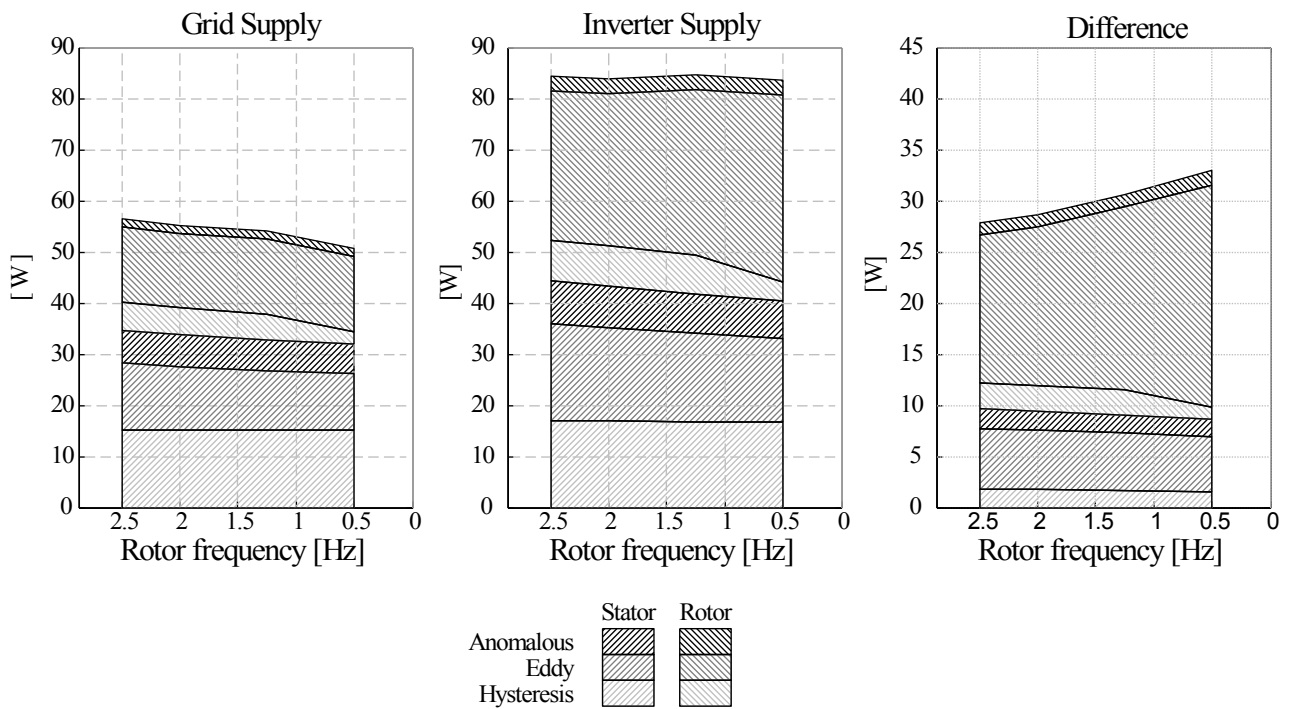 Grid Supply
90
80
70
60
50
40
30
20
10
0
[W]
2.5 2 1.5 1 0.5 0
Rotor frequency [Hz]
Inverter Supply
90
80
70
60
50
40
30
20
10
0
[W]
2.5 2 1.5 1 0.5 0
Rotor frequency [Hz]
Difference
45
40
35
30
25
20
15
10
5
0
[W]
2.5 2 1.5 1 0.5 0
Rotor frequency [Hz]
Stator Rotor
Anomalous
Eddy
Hysteresis